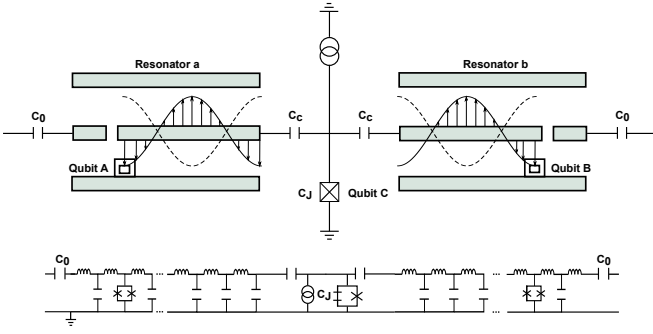 Resonator a
Resonator b
C0
Cc
Cc
C0
Qubit A
CJ
Qubit C
Qubit B
C0
C0
...
...
CJ
...
...